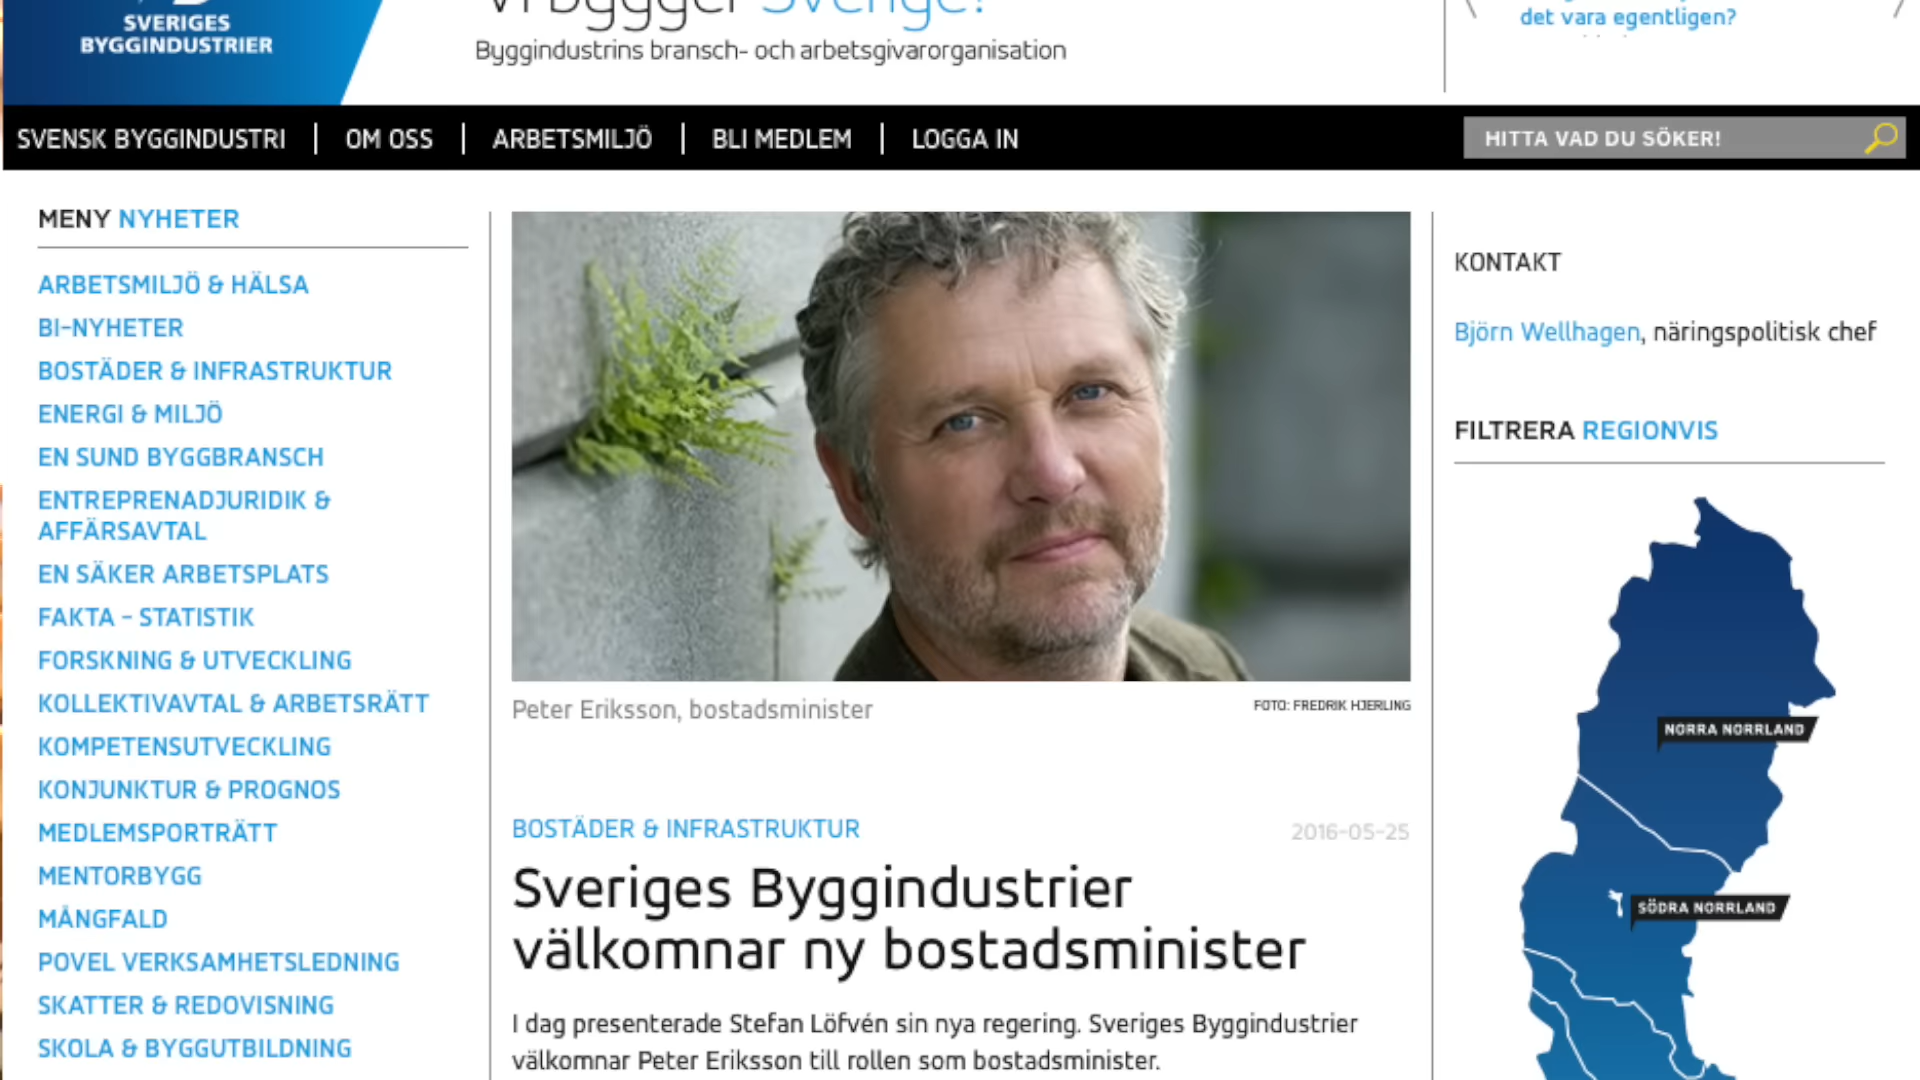 SVERIGES
BYGGINDUSTRIER
Vi bygger Sverige!
Byggindustrins bransch- och arbetsgivarorganisation
det vara egentligen?
SVENSK BYGGINDUSTRI
OM OSS
ARBETSMILJÖ
BLI MEDLEM
LOGGA IN
HITTA VAD DU SÖKER!
MENY NYHETER
ARBETSMILJÖ & HÄLSA
BI-NYHETER
BOSTÄDER & INFRASTRUKTUR
ENERGI & MILJÖ
EN SUND BYGGBRANSCH
ENTREPRENADJURIDIK &
AFFÄRSAVTAL
EN SÄKER ARBETSPLATS
FAKTA - STATISTIK
FORSKNING & UTVECKLING
KOLLEKTIVAVTAL & ARBETSRÄTT
KOMPETENSUTVECKLING
KONJUNKTUR & PROGNOS
MEDLEMSPORTRÄTT
MENTORBYGG
MÅNGFALD
POVEL VERKSAMHETSLEDNING
SKATTER & REDOVISNING
SKOLA & BYGGUTBILDNING
Peter Eriksson, bostadsminister
FOTO: FREDRIK HJERLING
BOSTÄDER & INFRASTRUKTUR
2016-05-25
Sveriges Byggindustrier
välkomnar ny bostadsminister
I dag presenterade Stefan Löfvén sin nya regering. Sveriges Byggindustrier
välkomnar Peter Eriksson till rollen som bostadsminister.
KONTAKT
Björn Wellhagen, näringspolitisk chef
FILTRERA REGIONVIS
NORRA NORRLAND
SÖDRA NORRLAND